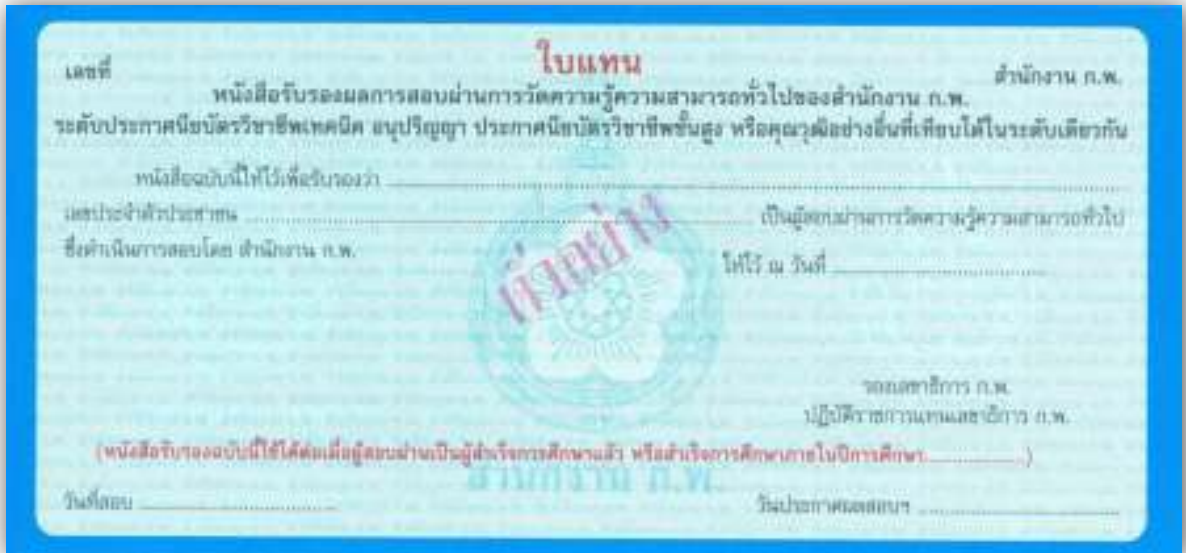 ใบแทน
เลขที่ สำนักงาน ก.พ.
หนังสือรับรองผลการสอบผ่านการวัดความรู้ความสามารถทั่วไปของสำนักงาน ก.พ.
ระดับประกาศนียบัตรวิชาชีพเทคนิค อนุปริญญา ประกาศนียบัตรวิชาชีพชั้นสูง หรือคุณวุฒิอย่างอื่นที่เทียบได้ในระดับเดียวกัน
หนังสือฉบับนี้ให้ไว้เพื่อรับรองว่า
เลขประจำตัวประชาชน เป็นผู้สอบผ่านการวัดความรู้ความสามารถทั่วไป
ซึ่งดำเนินการสอบโดย สำนักงาน ก.พ.
ให้ไว้ ณ วันที่
ตัวอย่าง
รองเลขาธิการ ก.พ.
ปฏิบัติราชการแทนเลขาธิการ ก.พ.
(หนังสือรับรองฉบับนี้ใช้ได้ต่อเมื่อผู้สอบผ่านเป็นผู้สำเร็จการศึกษาแล้ว หรือสำเร็จการศึกษาภายในปีการศึกษา....................)
สำนักงาน ก.พ.
วันที่สอบ วันประกาศผลสอบฯ